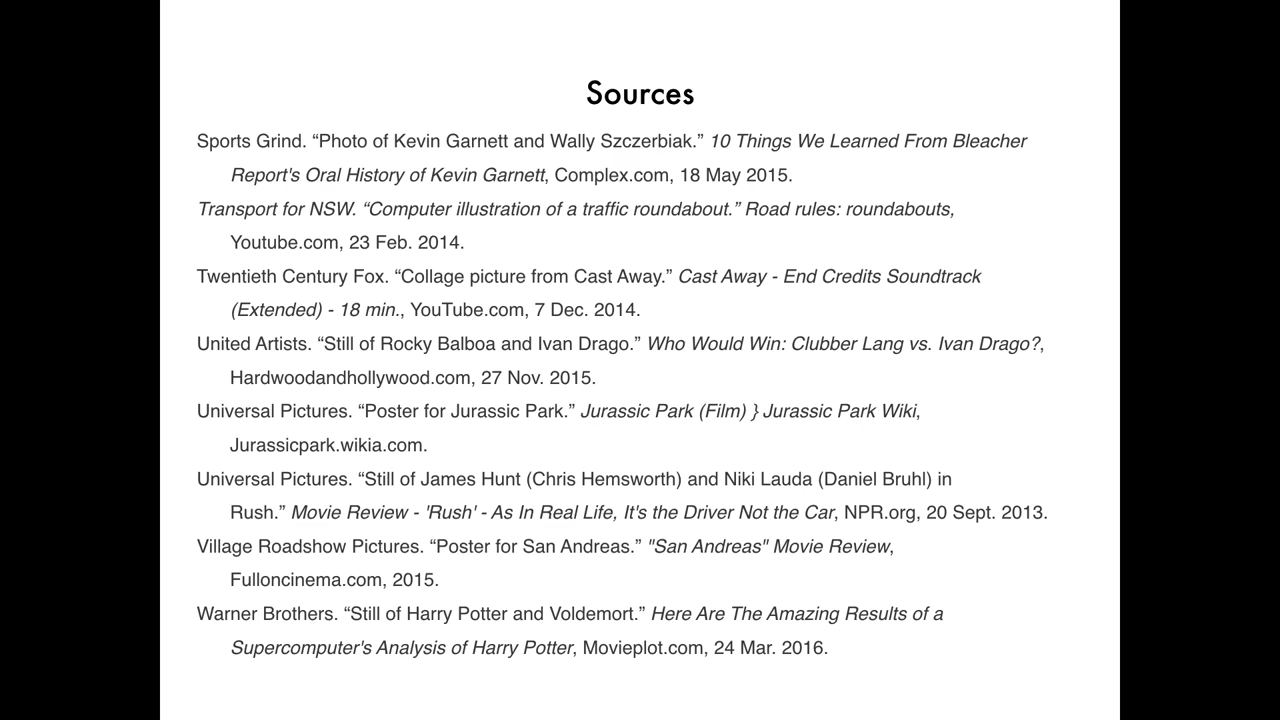 Sources
Sports Grind. “Photo of Kevin Garnett and Wally Szczerbiak.” 10 Things We Learned From Bleacher
Report's Oral History of Kevin Garnett, Complex.com, 18 May 2015.
Transport for NSW. “Computer illustration of a traffic roundabout.” Road rules: roundabouts,
Youtube.com, 23 Feb. 2014.
Twentieth Century Fox. “Collage picture from Cast Away.” Cast Away - End Credits Soundtrack
(Extended) - 18 min., YouTube.com, 7 Dec. 2014.
United Artists. “Still of Rocky Balboa and Ivan Drago.” Who Would Win: Clubber Lang vs. Ivan Drago?,
Hardwoodandhollywood.com, 27 Nov. 2015.
Universal Pictures. “Poster for Jurassic Park.” Jurassic Park (Film) } Jurassic Park Wiki,
Jurassicpark.wikia.com.
Universal Pictures. “Still of James Hunt (Chris Hemsworth) and Niki Lauda (Daniel Bruhl) in
Rush.” Movie Review - 'Rush' - As In Real Life, It's the Driver Not the Car, NPR.org, 20 Sept. 2013.
Village Roadshow Pictures. “Poster for San Andreas.” "San Andreas" Movie Review,
Fulloncinema.com, 2015.
Warner Brothers. “Still of Harry Potter and Voldemort.” Here Are The Amazing Results of a
Supercomputer's Analysis of Harry Potter, Movieplot.com, 24 Mar. 2016.